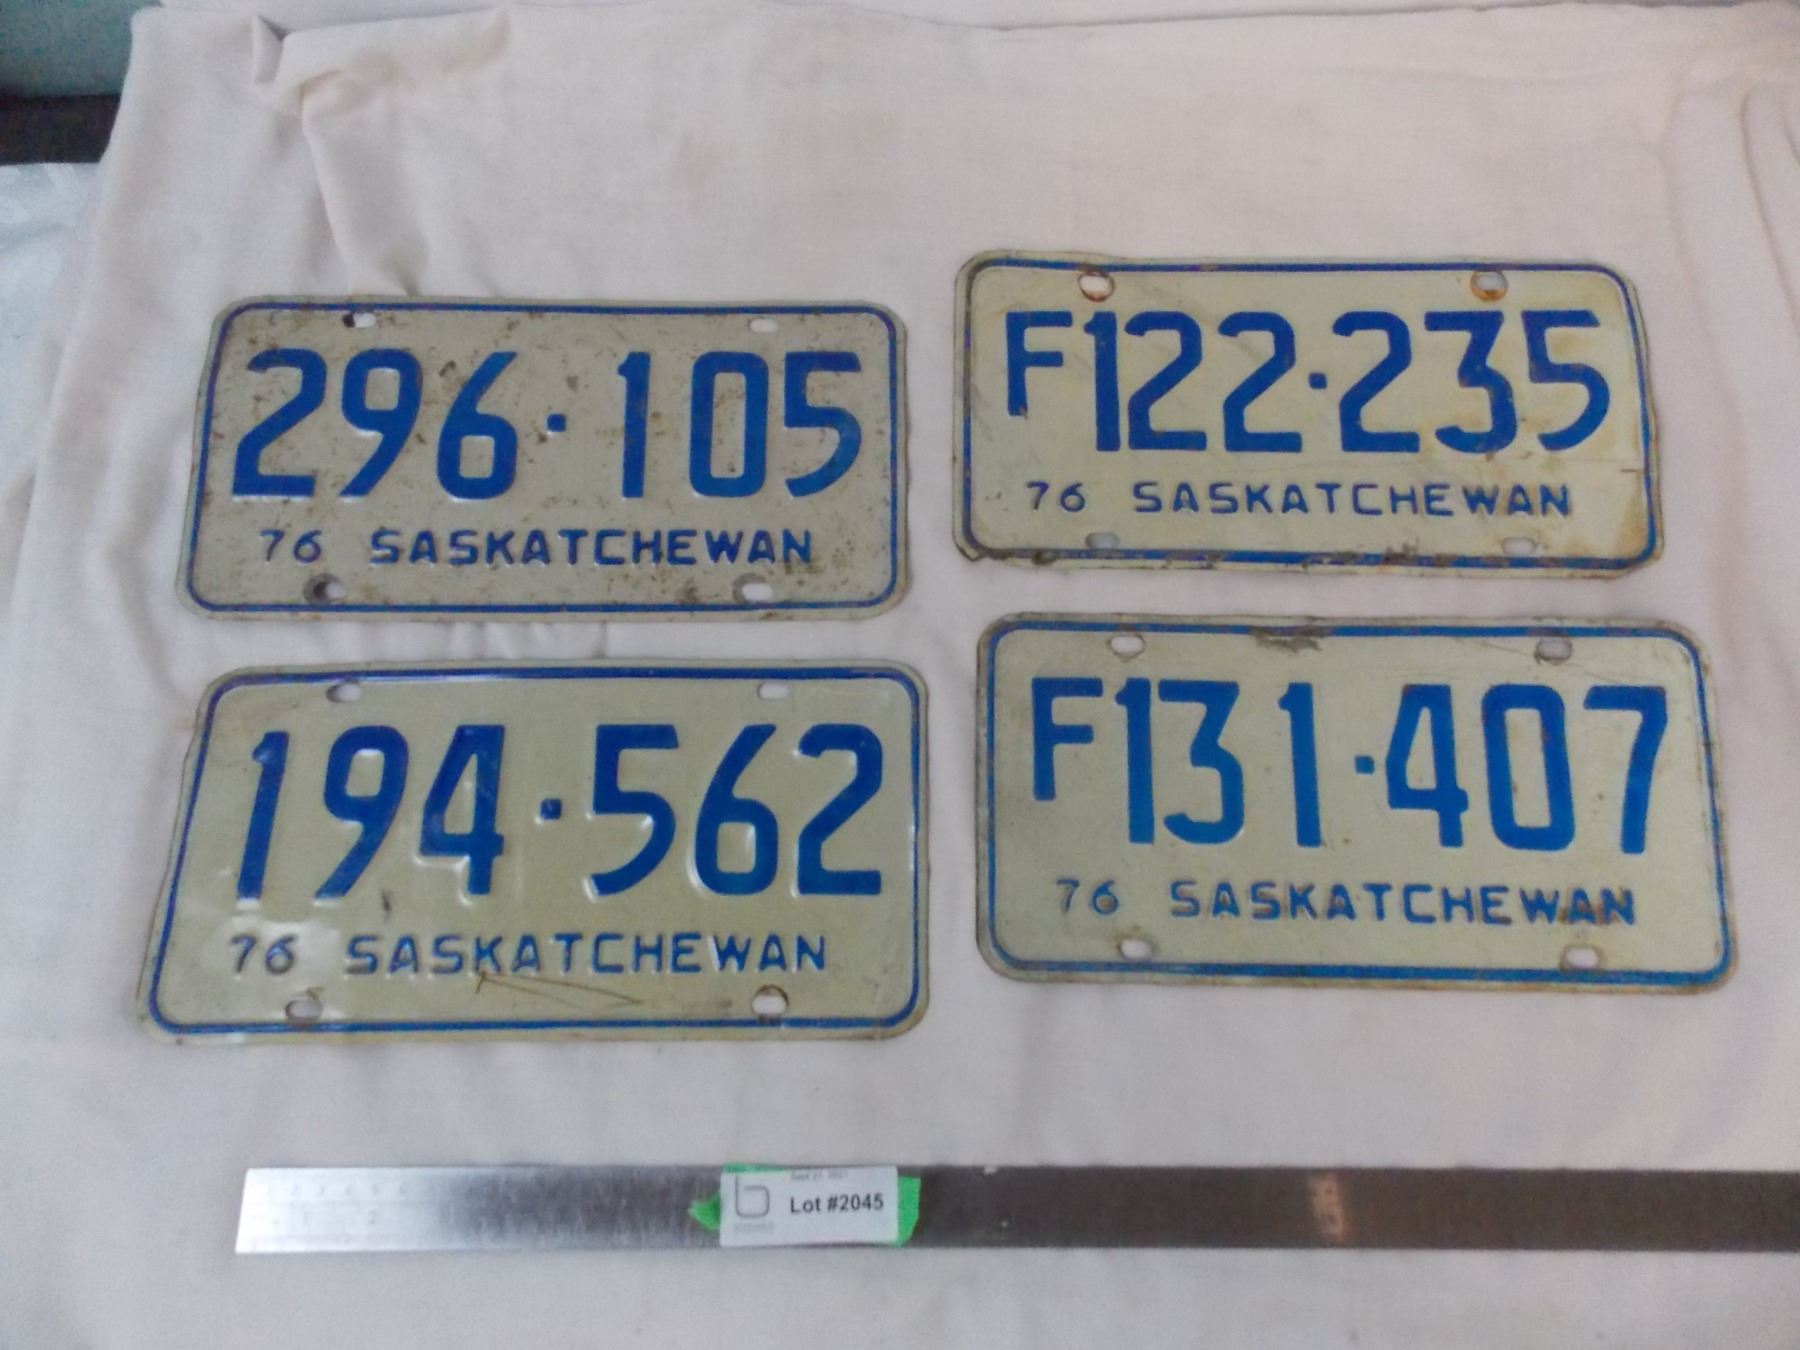 296·105
76 SASKATCHEWAN
F122·235
76 SASKATCHEWAN
194·562
76 SASKATCHEWAN
F131·407
76 SASKATCHEWAN
Lot #2045